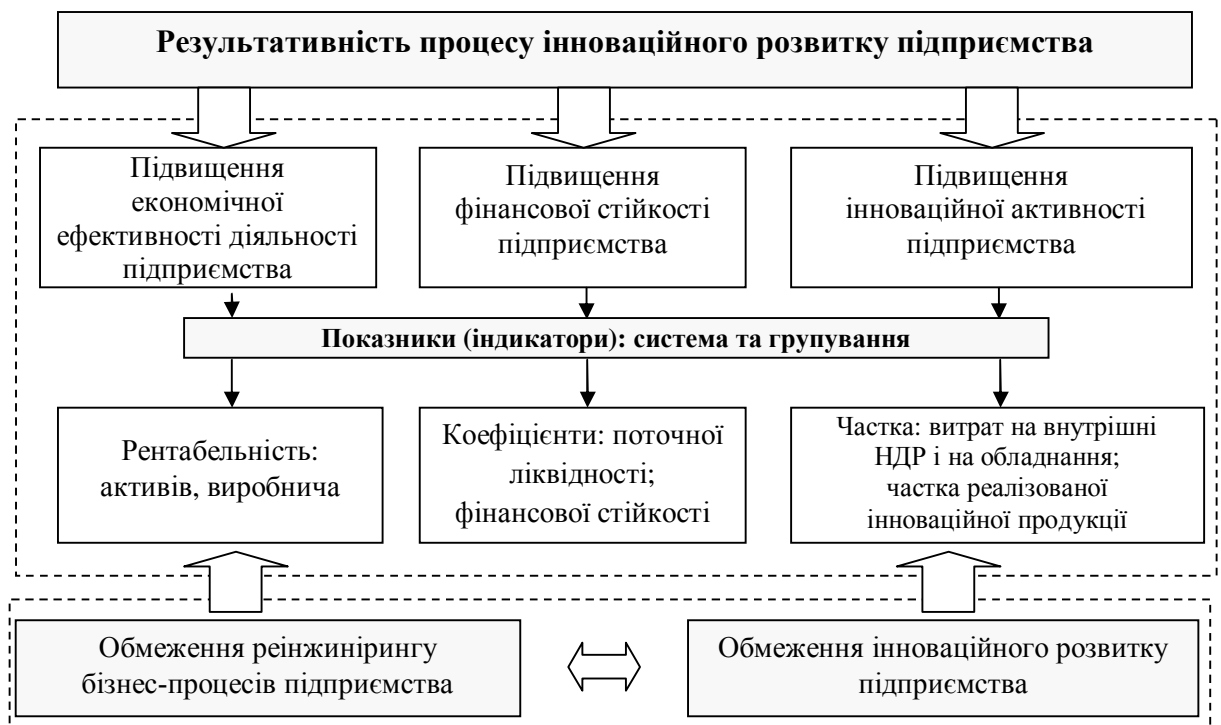 Результативність процесу інноваційного розвитку підприємства
Підвищення
економічної
ефективності діяльності
підприємства
Підвищення
фінансової стійкості
підприємства
Підвищення
інноваційної активності
підприємства
Показники (індикатори): система та групування
Рентабельність:
активів, виробнича
Коефіцієнти: поточної
ліквідності;
фінансової стійкості
Частка: витрат на внутрішні
НДР і на обладнання;
частка реалізованої
інноваційної продукції
Обмеження реінжинірингу
бізнес-процесів підприємства
Обмеження інноваційного розвитку
підприємства